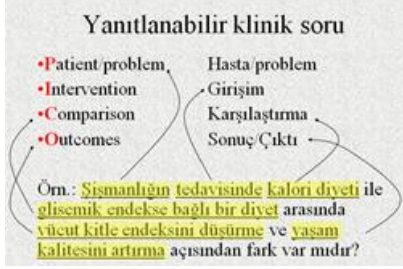 Yanıtlanabilir klinik soru
•Patient/problem Hasta/problem
•Intervention Girişim
•Comparison Karşılaştırma
•Outcomes Sonuç/Çıktı
Örn.: Şişmanlığın tedavisinde kalori diyeti ile
glisemik endekse bağlı bir diyet arasında
vücut kitle endeksini düşürme ve yaşam
kalitesini artırma açısından fark var mıdır?